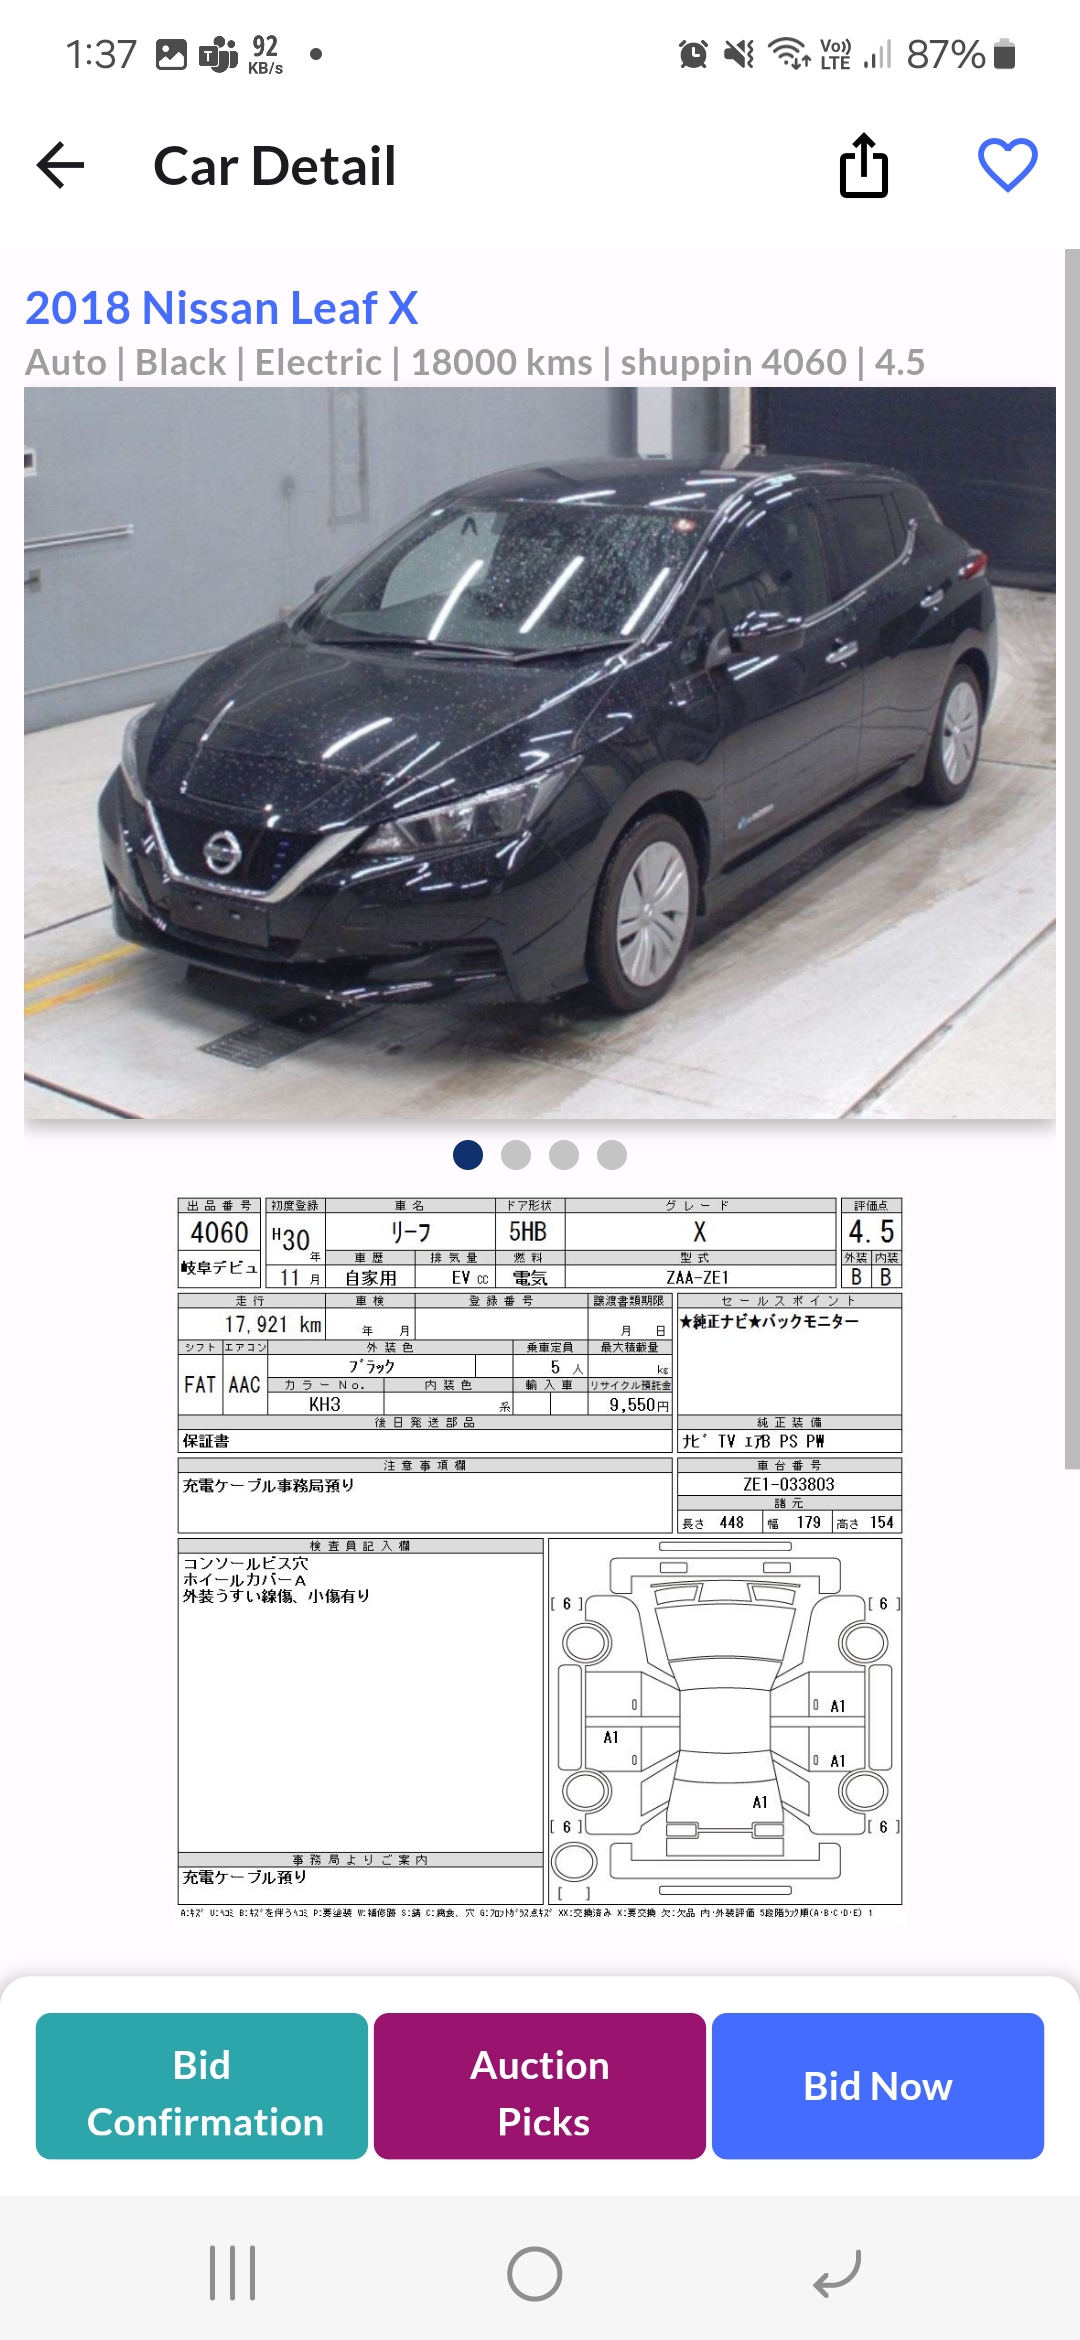 1:37 92 KB/s Vo)) LTE 87%
Car Detail
2018 Nissan Leaf X
Auto | Black | Electric | 18000 kms | shuppin 4060 | 4.5
出品番号 初度登録 車名 ドア形状 グレード 評価点
4060 H30年 リーフ 5HB X 4.5
車歴 排気量 燃料 型式 外装 内装
岐阜デビュ 11月 自家用 EV cc 電気 ZAA-ZE1 B B
走行 車検 登録番号 譲渡書類期限 セールスポイント
17,921 km 年 月 月 日 ★純正ナビ★バックモニター
シフト エアコン 外装色 乗車定員 最大積載量
FAT AAC ブラック 5人 kg
カラーNo. 内装色 輸入車 リサイクル預託金
KH3 系 9,550円
後日発送部品 純正装備
保証書 ナビ TV エアB PS PW
注意事項欄 車台番号
充電ケーブル事務局預り ZE1-033803
諸元
長さ 448 幅 179 高さ 154
検査員記入欄
コンソールビス穴
ホイールカバーA
外装うすい線傷、小傷有り
[ 6 ] [ 6 ]
A1
A1
A1
A1
[ 6 ] [ 6 ]
事務局よりご案内
充電ケーブル預り
[ ]
A:キズ U:ヘコミ B:キズを伴うヘコミ P:要塗装 W:補修跡 S:錆 C:腐食、穴 G:フロントガラス点キズ XX:交換済み X:要交換 欠:欠品 内・外装評価 5段階ランク順(A・B・C・D・E) 1
Bid Confirmation
Auction Picks
Bid Now